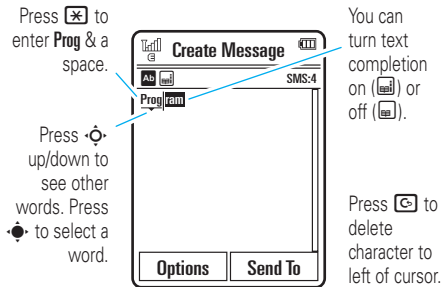 Press * to
enter Prog & a
space.
Press
up/down to
see other
words. Press
to select a
word.
Create Message
Ab
SMS:4
Program
Options
Send To
You can
turn text
completion
on ( ) or
off ( ).
Press to
delete
character to
left of cursor.